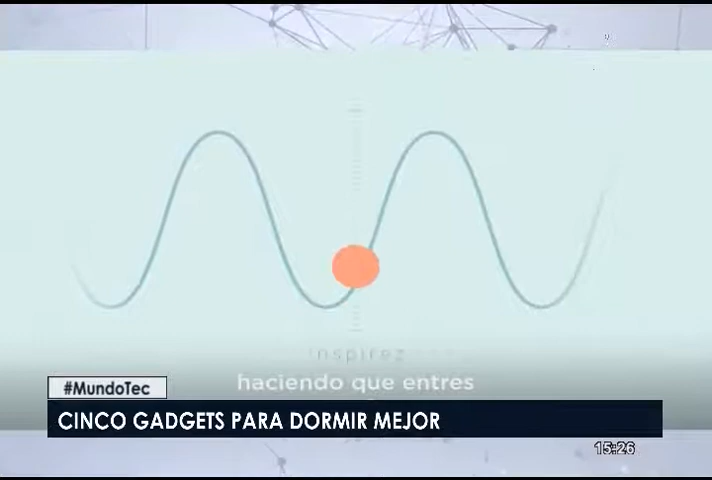 inspirez
haciendo que entres
#MundoTec
CINCO GADGETS PARA DORMIR MEJOR
15:26